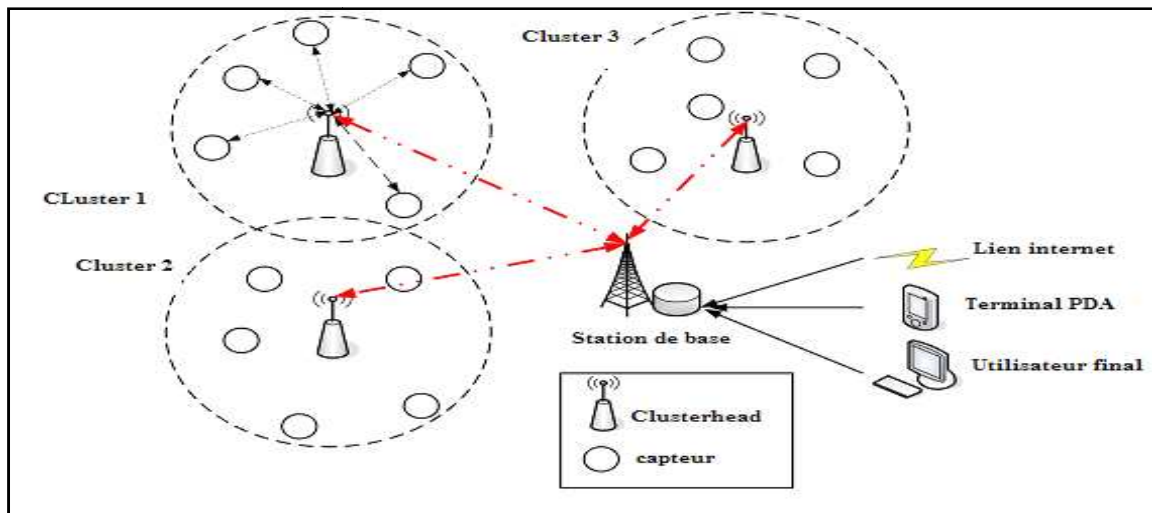 Cluster 3
CLuster 1
Cluster 2
Lien internet
Terminal PDA
Station de base
Utilisateur final
Clusterhead
capteur